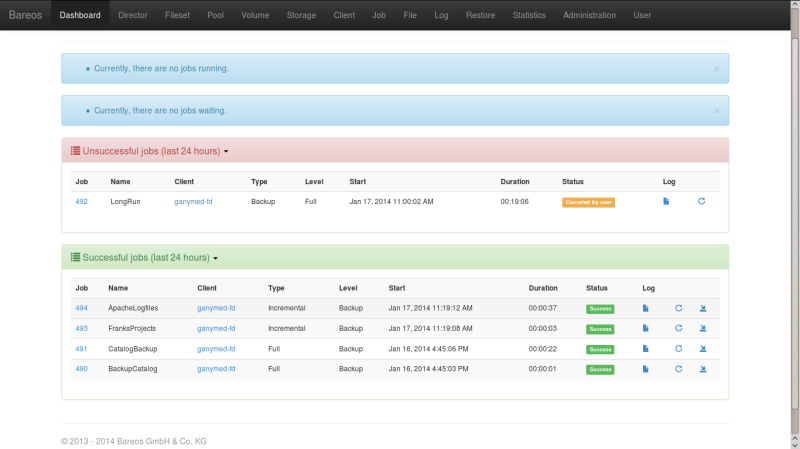 Bareos Dashboard Director Fileset Pool Volume Storage Client Job File Log Restore Statistics Administration User
• Currently, there are no jobs running. ×
• Currently, there are no jobs waiting. ×
Unsuccessful jobs (last 24 hours)
Job Name Client Type Level Start Duration Status Log
492 LongRun ganymed-fd Backup Full Jan 17, 2014 11:00:02 AM 00:19:06 Canceled by user
Successful jobs (last 24 hours)
Job Name Client Type Level Start Duration Status Log
494 ApacheLogfiles ganymed-fd Incremental Backup Jan 17, 2014 11:19:12 AM 00:00:37 Success
493 FranksProjects ganymed-fd Incremental Backup Jan 17, 2014 11:19:08 AM 00:00:03 Success
491 CatalogBackup ganymed-fd Full Backup Jan 16, 2014 4:45:06 PM 00:00:22 Success
490 BackupCatalog ganymed-fd Full Backup Jan 16, 2014 4:45:03 PM 00:00:01 Success
© 2013 - 2014 Bareos GmbH & Co. KG